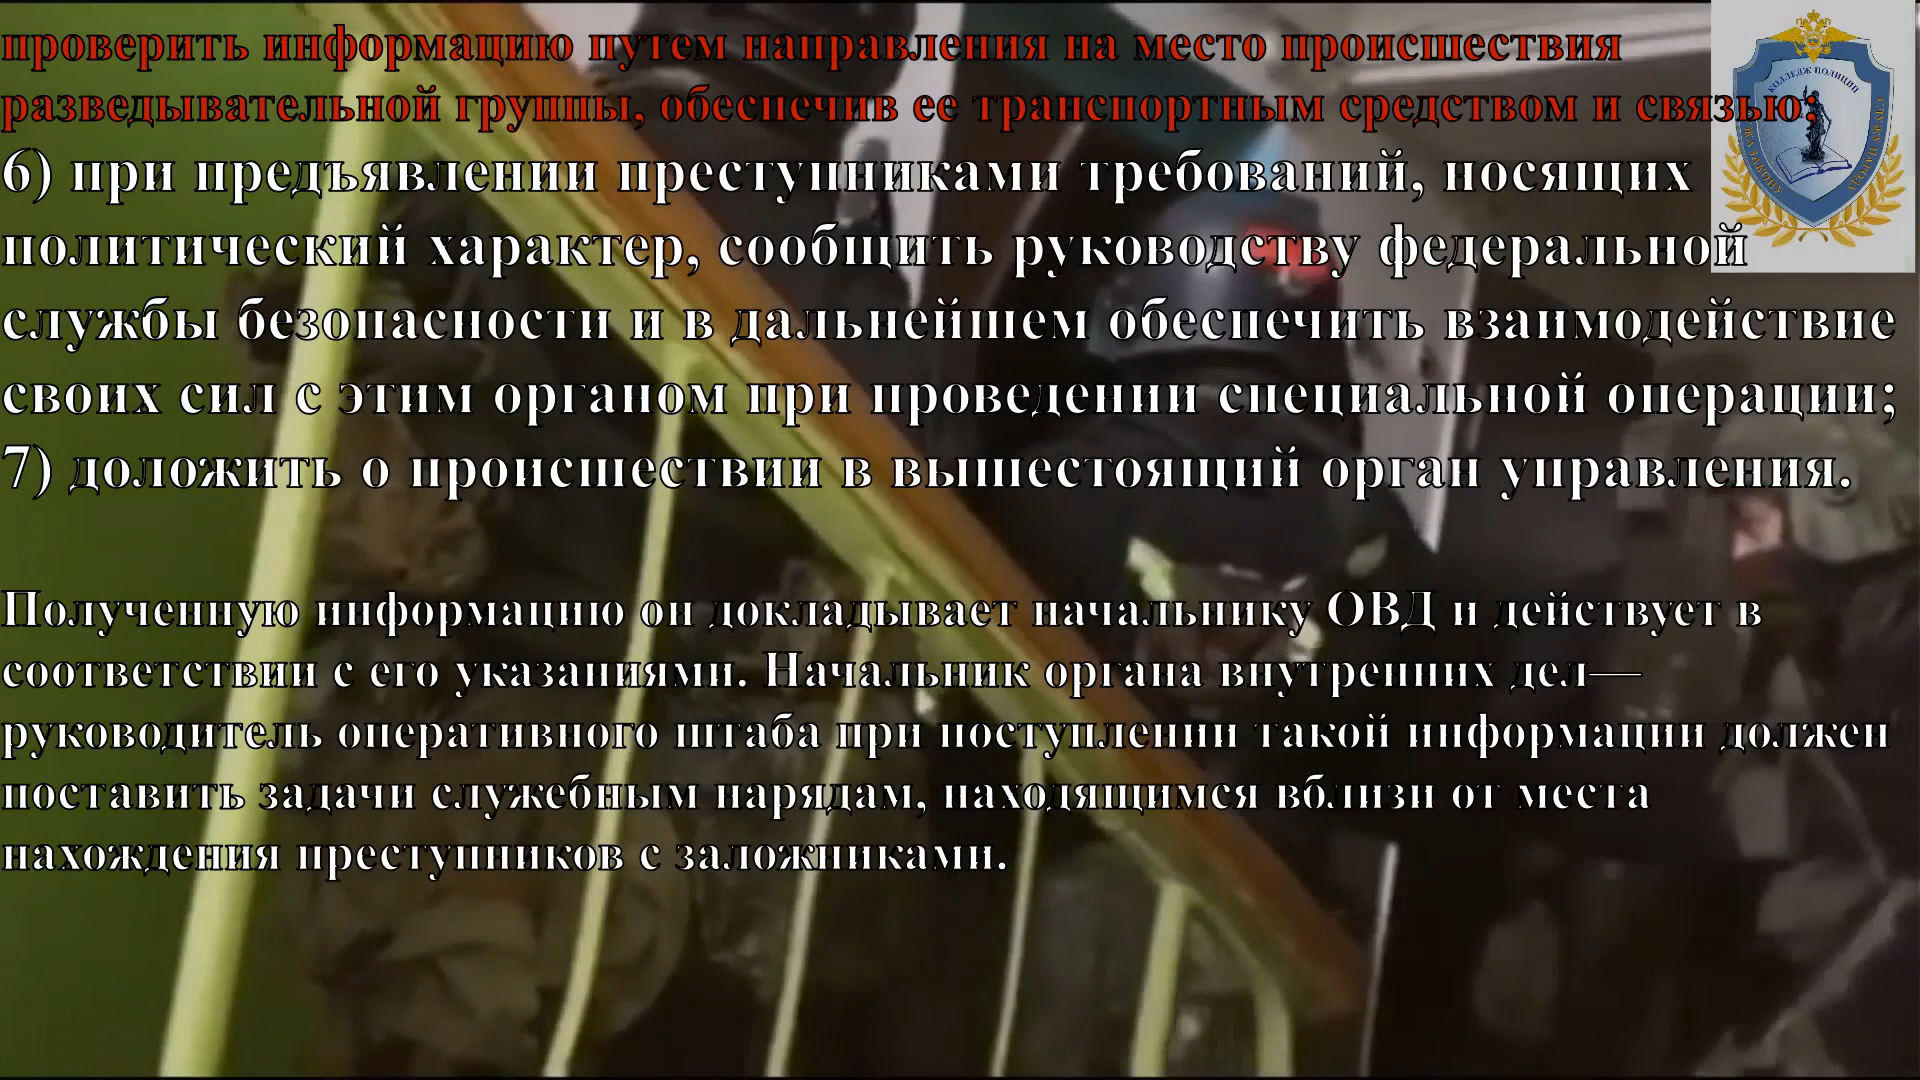 проверить информацию путем направления на место происшествия
разведывательной группы, обеспечив ее транспортным средством и связью;
6) при предъявлении преступниками требований, носящих
политический характер, сообщить руководству федеральной
службы безопасности и в дальнейшем обеспечить взаимодействие
своих сил с этим органом при проведении специальной операции;
7) доложить о происшествии в вышестоящий орган управления.
Полученную информацию он докладывает начальнику ОВД и действует в
соответствии с его указаниями. Начальник органа внутренних дел—
руководитель оперативного штаба при поступлении такой информации должен
поставить задачи служебным нарядам, находящимся вблизи от места
нахождения преступников с заложниками.
КОЛЛЕДЖ ПОЛИЦИИ